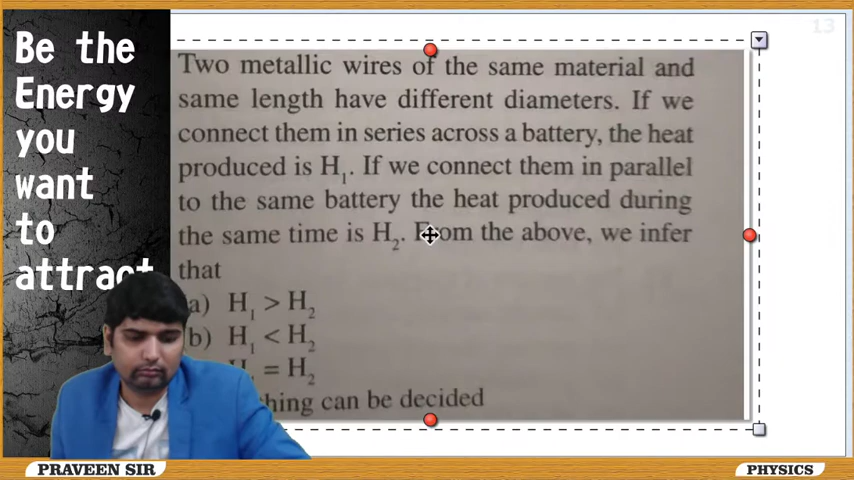 13
Be the
Energy
you
want
to
attract
Two metallic wires of the same material and
same length have different diameters. If we
connect them in series across a battery, the heat
produced is H₁. If we connect them in parallel
to the same battery the heat produced during
the same time is H₂. From the above, we infer
that
a) H₁ > H₂
b) H₁ < H₂
= H₂
can be decided
PRAVEEN SIR
PHYSICS